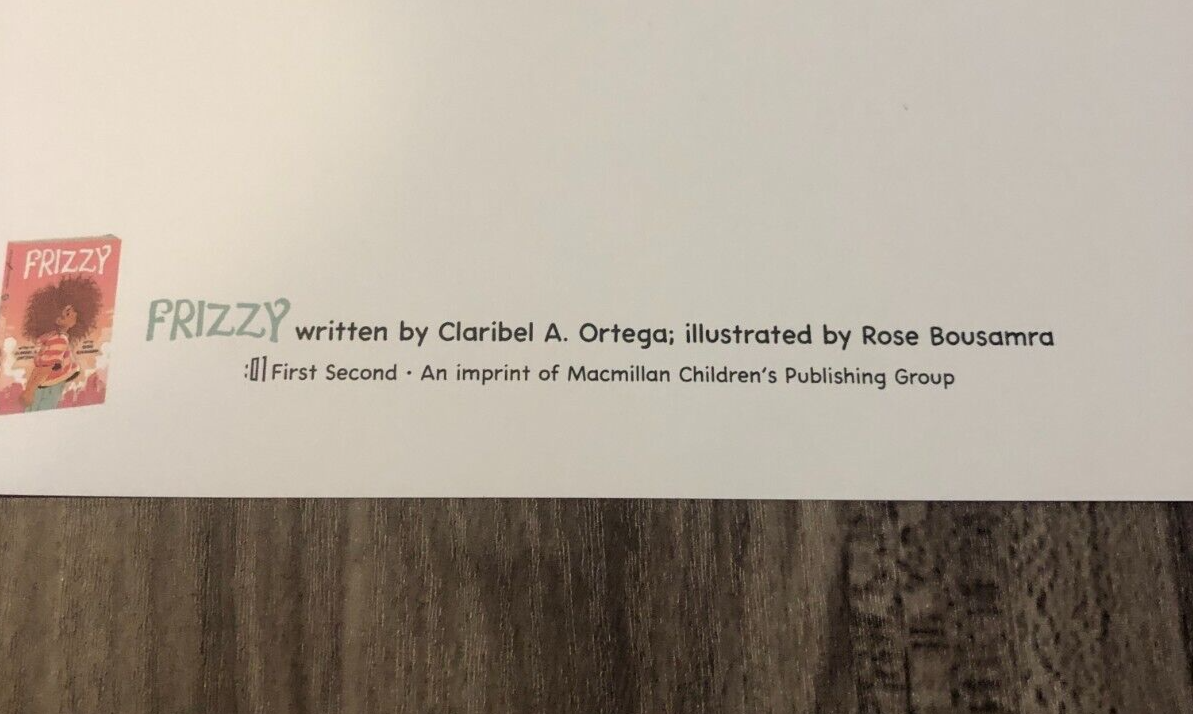 FRIZZY
FRIZZY written by Claribel A. Ortega; illustrated by Rose Bousamra
:01 First Second · An imprint of Macmillan Children's Publishing Group